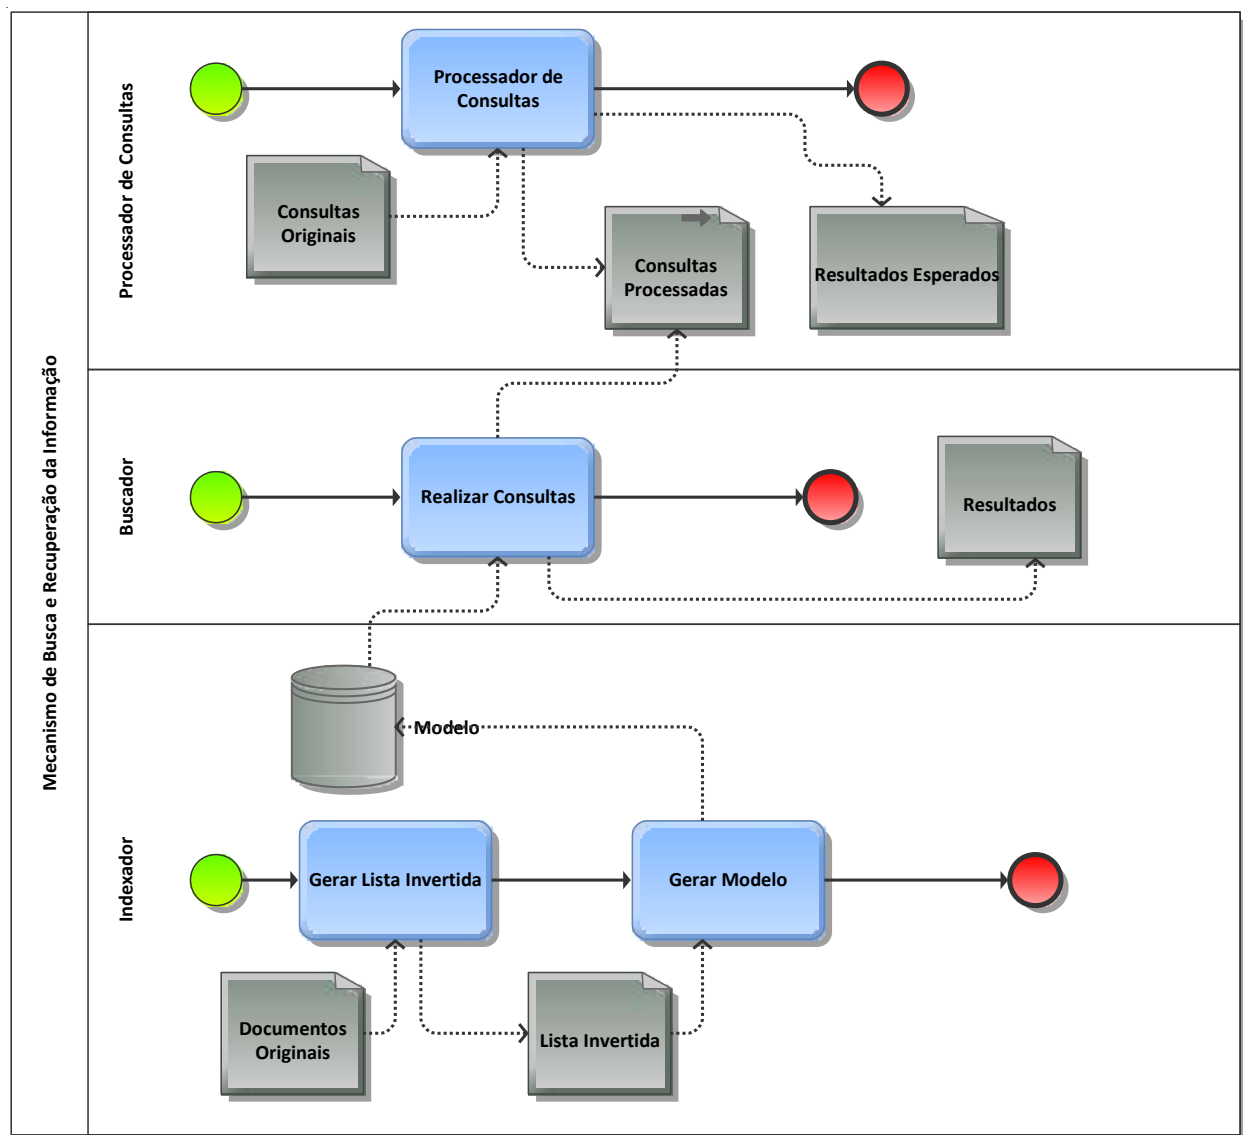 Mecanismo de Busca e Recuperação da Informação
Processador de Consultas
Processador de
Consultas
Consultas
Originais
Consultas
Processadas
Resultados Esperados
Buscador
Realizar Consultas
Resultados
Indexador
Modelo
Gerar Lista Invertida
Gerar Modelo
Documentos
Originais
Lista Invertida